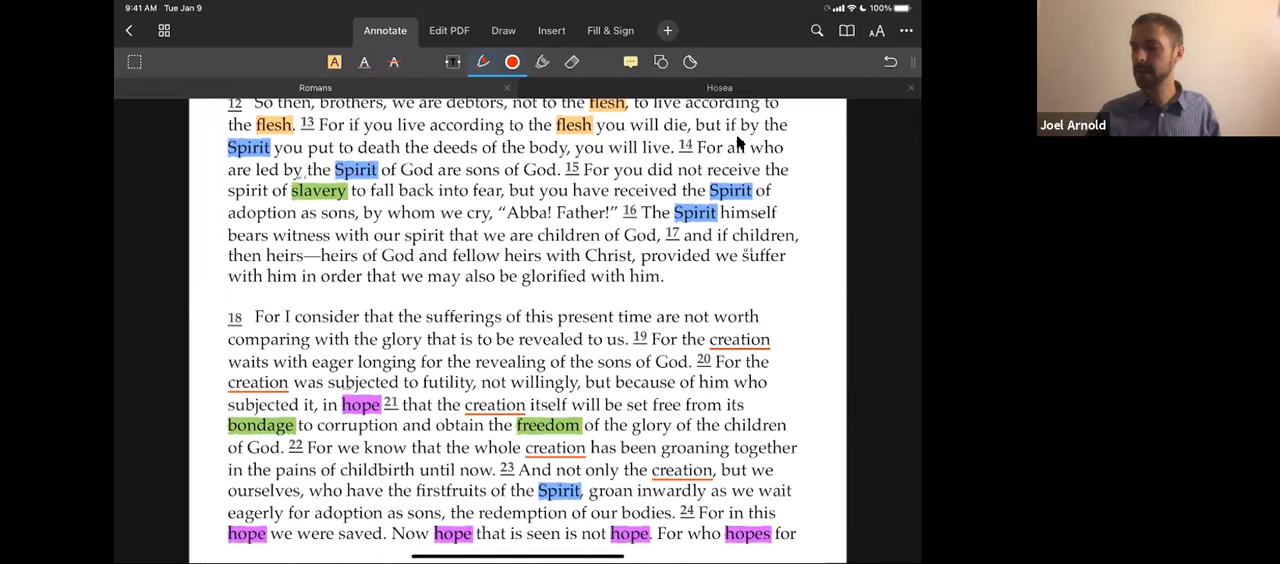 9:41 AM Tue Jan 9
100%
Annotate Edit PDF Draw Insert Fill & Sign
A A A T AA
Romans Hosea
12 So then, brothers, we are debtors, not to the flesh, to live according to
the flesh. 13 For if you live according to the flesh you will die, but if by the
Spirit you put to death the deeds of the body, you will live. 14 For all who
are led by the Spirit of God are sons of God. 15 For you did not receive the
spirit of slavery to fall back into fear, but you have received the Spirit of
adoption as sons, by whom we cry, “Abba! Father!” 16 The Spirit himself
bears witness with our spirit that we are children of God, 17 and if children,
then heirs—heirs of God and fellow heirs with Christ, provided we suffer
with him in order that we may also be glorified with him.
18 For I consider that the sufferings of this present time are not worth
comparing with the glory that is to be revealed to us. 19 For the creation
waits with eager longing for the revealing of the sons of God. 20 For the
creation was subjected to futility, not willingly, but because of him who
subjected it, in hope 21 that the creation itself will be set free from its
bondage to corruption and obtain the freedom of the glory of the children
of God. 22 For we know that the whole creation has been groaning together
in the pains of childbirth until now. 23 And not only the creation, but we
ourselves, who have the firstfruits of the Spirit, groan inwardly as we wait
eagerly for adoption as sons, the redemption of our bodies. 24 For in this
hope we were saved. Now hope that is seen is not hope. For who hopes for
Joel Arnold